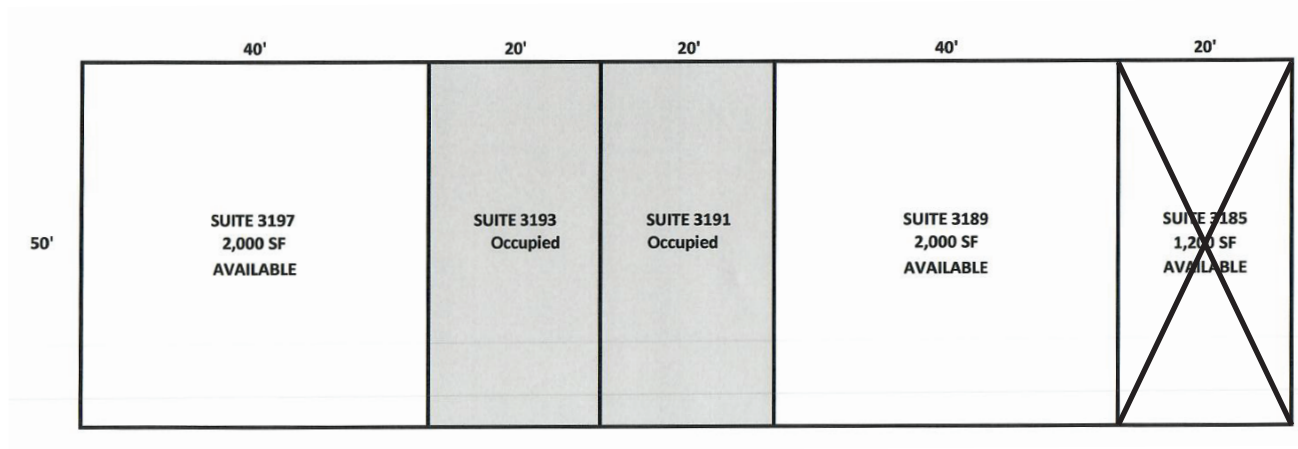 40'
20'
20'
40'
20'
50'
SUITE 3197
2,000 SF
AVAILABLE
SUITE 3193
Occupied
SUITE 3191
Occupied
SUITE 3189
2,000 SF
AVAILABLE
SUITE 3185
1,200 SF
AVAILABLE